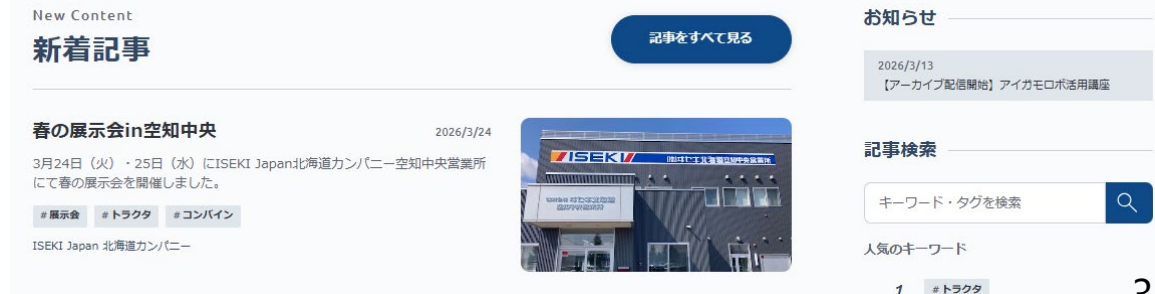 New Content
新着記事
記事をすべて見る
春の展示会in空知中央
2026/3/24
3月24日（火）・25日（水）にISEKI Japan北海道カンパニー空知中央営業所
にて春の展示会を開催しました。
#展示会 #トラクタ #コンバイン
ISEKI Japan 北海道カンパニー
ISEKI
お知らせ
2026/3/13
【アーカイブ配信開始】アイガモロボ活用講座
記事検索
キーワード・タグを検索
人気のキーワード
1 #トラクタ
3